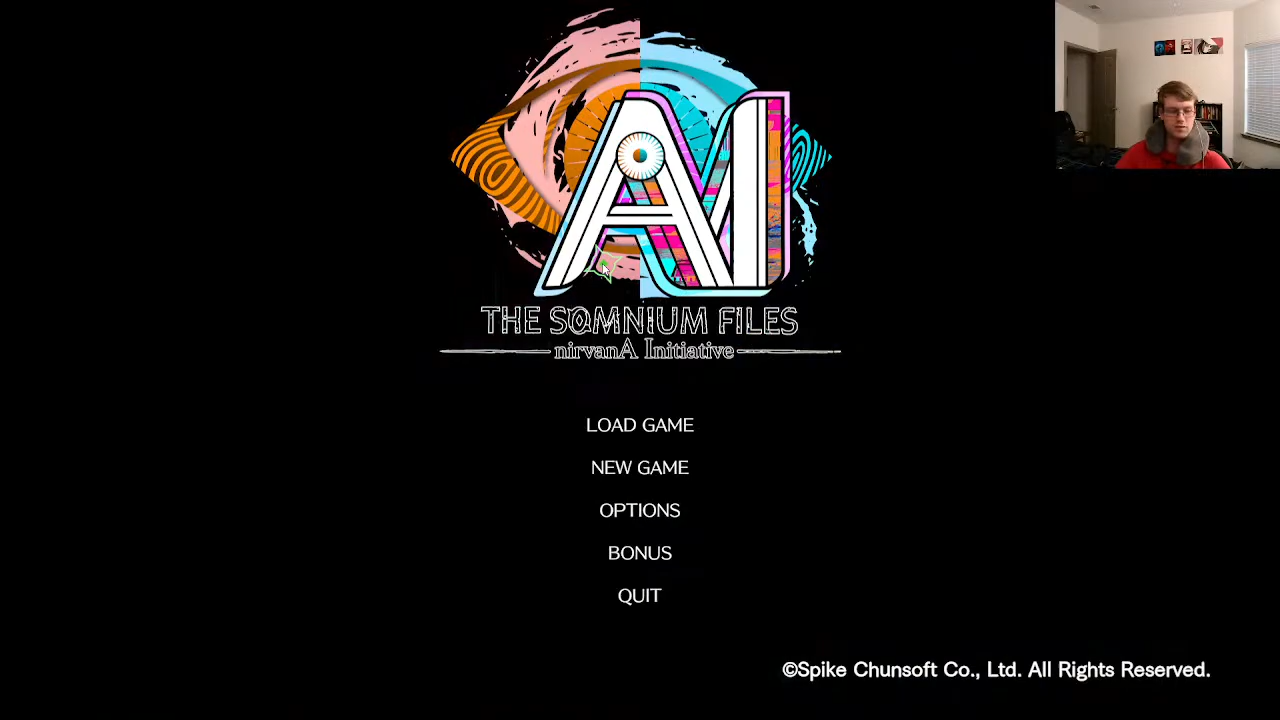 AI
THE SOMNIUM FILES
nirvanA Initiative
LOAD GAME
NEW GAME
OPTIONS
BONUS
QUIT
©Spike Chunsoft Co., Ltd. All Rights Reserved.